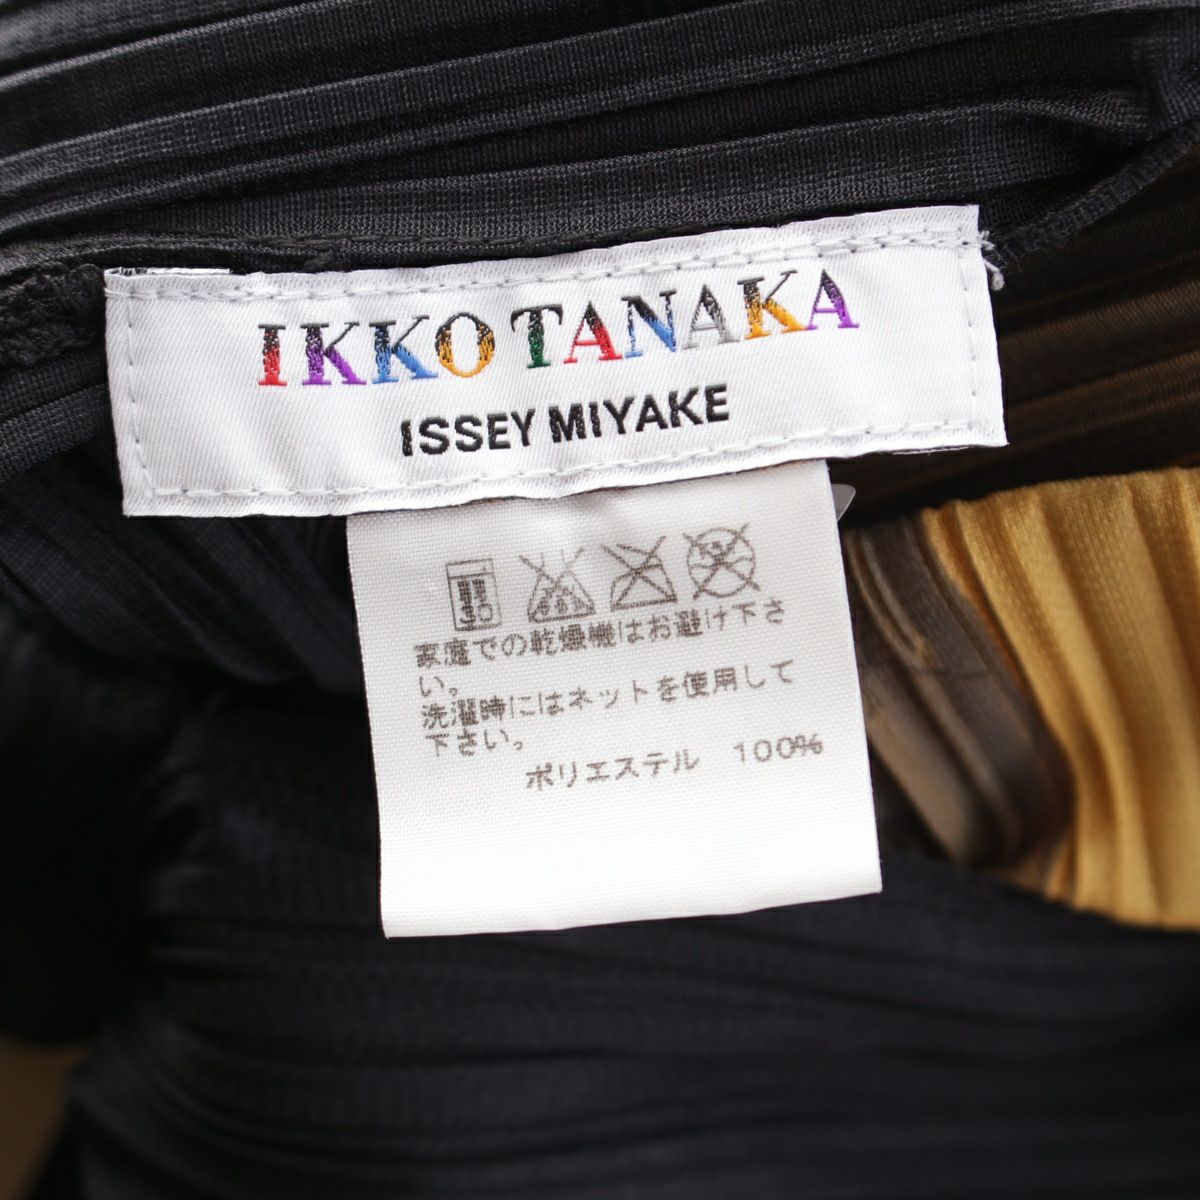 IKKO TANAKA
ISSEY MIYAKE
30
家庭での乾燥機はお避け下さ
い。
洗濯時にはネットを使用して
下さい。
ポリエステル 100%